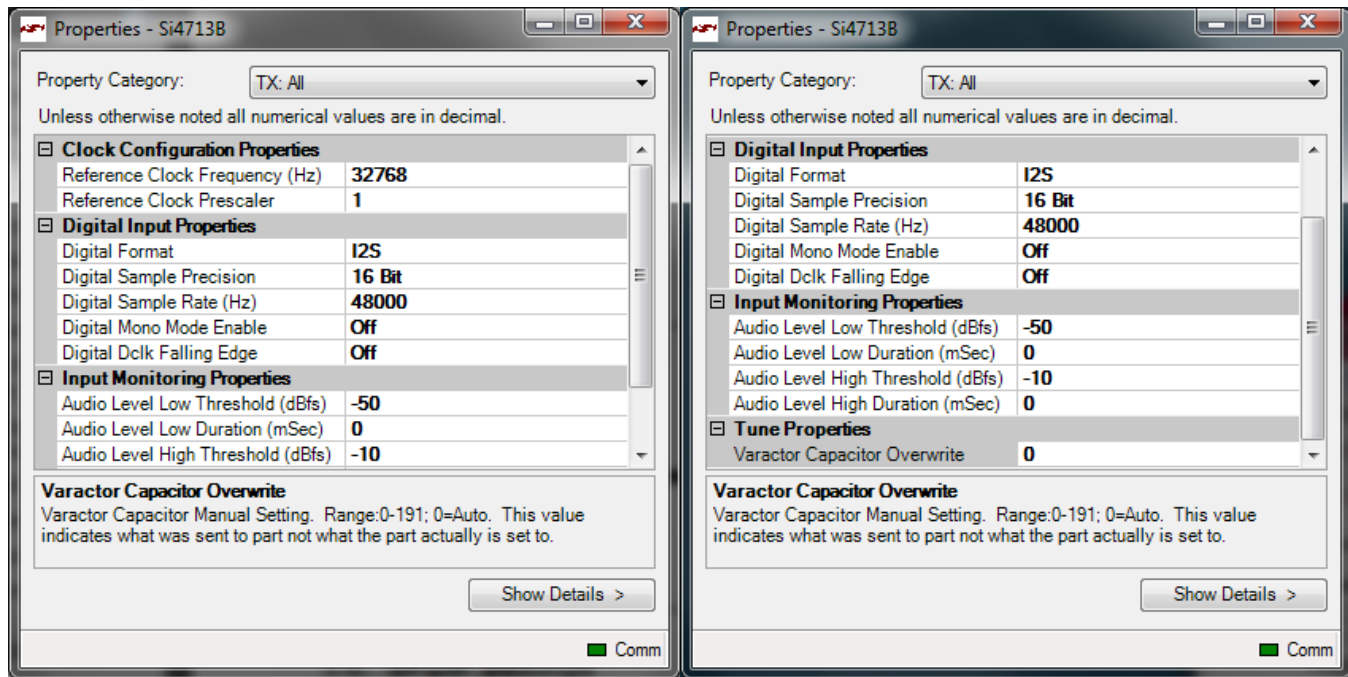 Properties - Si4713B
Property Category: TX: All
Unless otherwise noted all numerical values are in decimal.
Clock Configuration Properties
Reference Clock Frequency (Hz) 32768
Reference Clock Prescaler 1
Digital Input Properties
Digital Format I2S
Digital Sample Precision 16 Bit
Digital Sample Rate (Hz) 48000
Digital Mono Mode Enable Off
Digital Dclk Falling Edge Off
Input Monitoring Properties
Audio Level Low Threshold (dBfs) -50
Audio Level Low Duration (mSec) 0
Audio Level High Threshold (dBfs) -10
Varactor Capacitor Overwrite
Varactor Capacitor Manual Setting. Range:0-191; 0=Auto. This value
indicates what was sent to part not what the part actually is set to.
Show Details >
Comm
Properties - Si4713B
Property Category: TX: All
Unless otherwise noted all numerical values are in decimal.
Digital Input Properties
Digital Format I2S
Digital Sample Precision 16 Bit
Digital Sample Rate (Hz) 48000
Digital Mono Mode Enable Off
Digital Dclk Falling Edge Off
Input Monitoring Properties
Audio Level Low Threshold (dBfs) -50
Audio Level Low Duration (mSec) 0
Audio Level High Threshold (dBfs) -10
Audio Level High Duration (mSec) 0
Tune Properties
Varactor Capacitor Overwrite 0
Varactor Capacitor Overwrite
Varactor Capacitor Manual Setting. Range:0-191; 0=Auto. This value
indicates what was sent to part not what the part actually is set to.
Show Details >
Comm